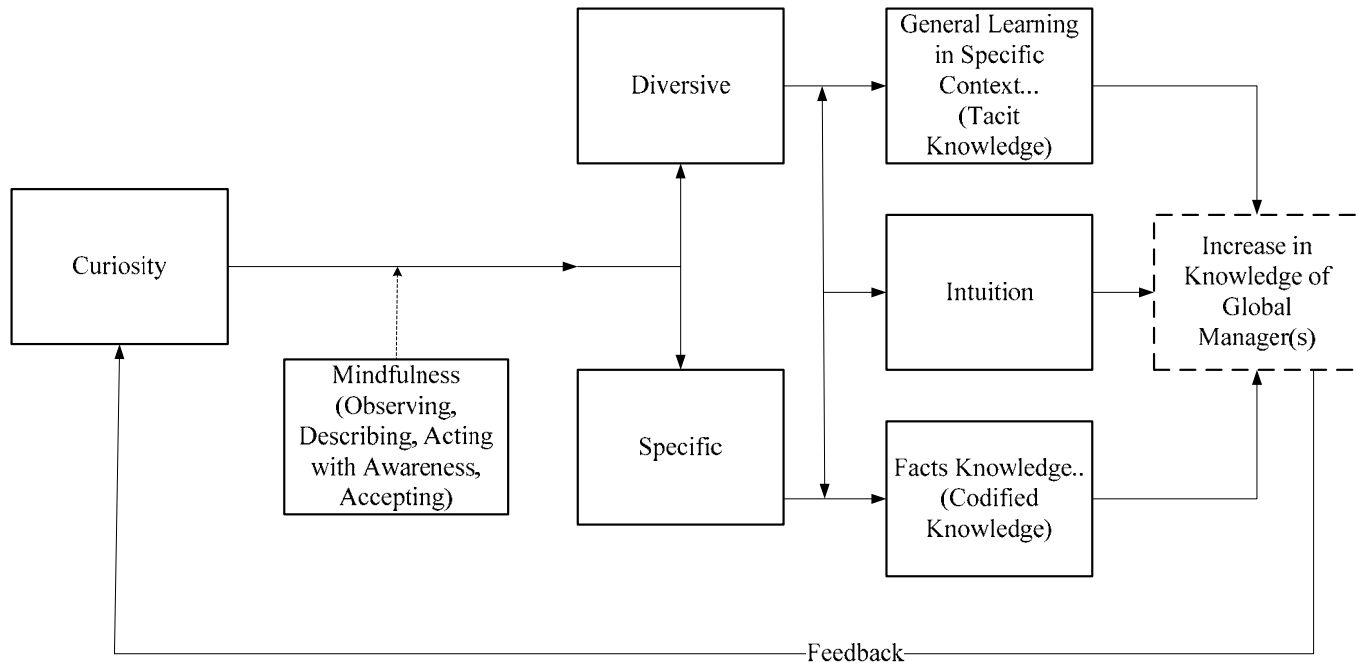 Curiosity
Mindfulness
(Observing,
Describing, Acting
with Awareness,
Accepting)
Diversive
Specific
General Learning
in Specific
Context...
(Tacit
Knowledge)
Intuition
Facts Knowledge..
(Codified
Knowledge)
Increase in
Knowledge of
Global
Manager(s)
Feedback